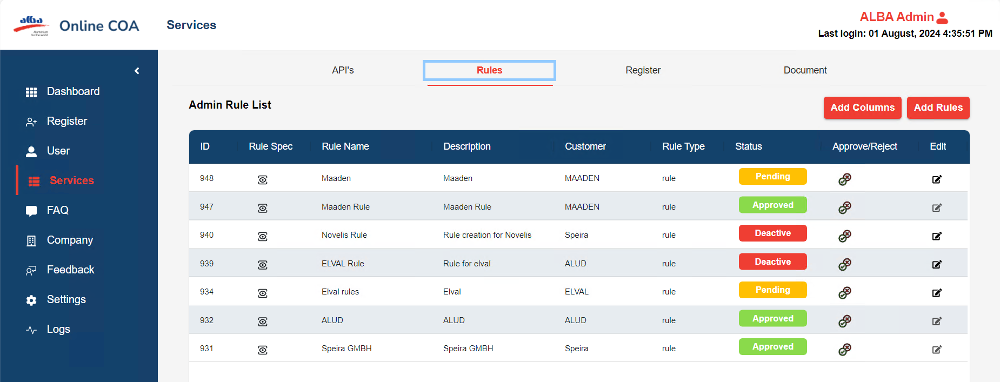 alba
Aluminium
for the world
Online COA
Services
ALBA Admin
Last login: 01 August, 2024 4:35:51 PM
Dashboard
Register
User
Services
FAQ
Company
Feedback
Settings
Logs
API's Rules Register Document
Admin Rule List
Add Columns Add Rules
ID Rule Spec Rule Name Description Customer Rule Type Status Approve/Reject Edit
948 Maaden Maaden MAADEN rule Pending
947 Maaden Rule Maaden Rule MAADEN rule Approved
940 Novelis Rule Rule creation for Novelis Speira rule Deactive
939 ELVAL Rule Rule for elval ALUD rule Deactive
934 Elval rules Elval ELVAL rule Pending
932 ALUD ALUD ALUD rule Approved
931 Speira GMBH Speira GMBH Speira rule Approved